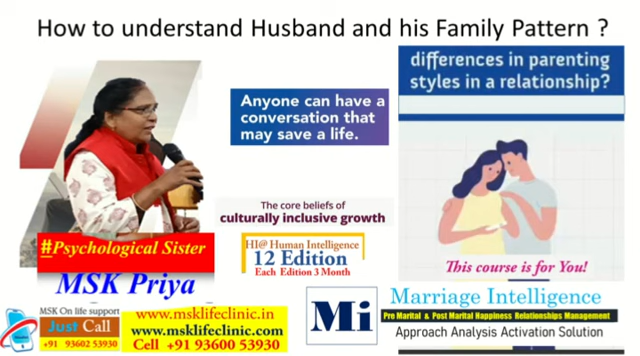 How to understand Husband and his Family Pattern ?
differences in parenting
styles in a relationship?
Anyone can have a
conversation that
may save a life.
The core beliefs of
culturally inclusive growth
#Psychological Sister
MSK Priya
HI@ Human Intelligence
12 Edition
Each Edition 3 Month
This course is for You!
MSK On life support
Just Call
+91 93602 53930
www.msklifeclinic.in
www.msklifeclinic.com
Cell +91 93600 53930
Mi
Marriage Intelligence
Pre Marital & Post Marital Happiness Relationships Management
Approach Analysis Activation Solution